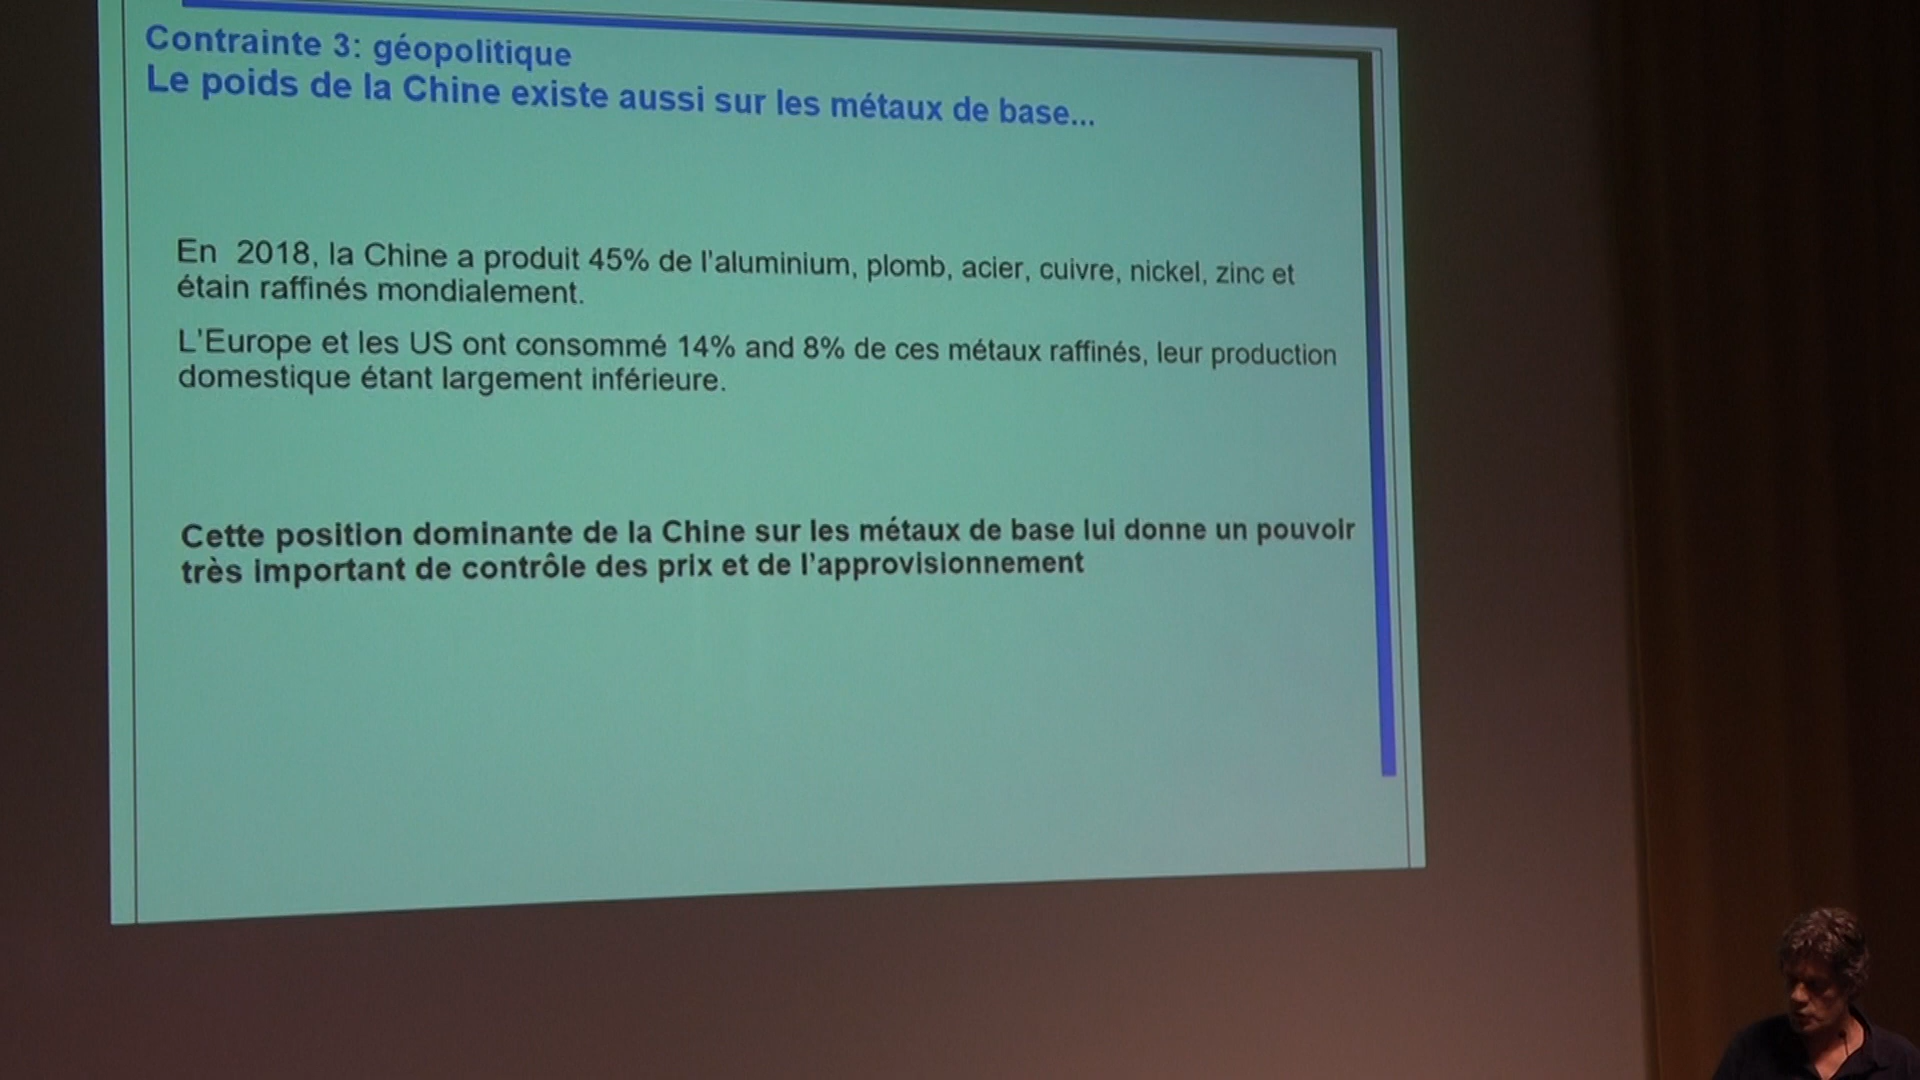 Contrainte 3: géopolitique
Le poids de la Chine existe aussi sur les métaux de base...
En 2018, la Chine a produit 45% de l'aluminium, plomb, acier, cuivre, nickel, zinc et
étain raffinés mondialement.
L'Europe et les US ont consommé 14% and 8% de ces métaux raffinés, leur production
domestique étant largement inférieure.
Cette position dominante de la Chine sur les métaux de base lui donne un pouvoir
très important de contrôle des prix et de l'approvisionnement